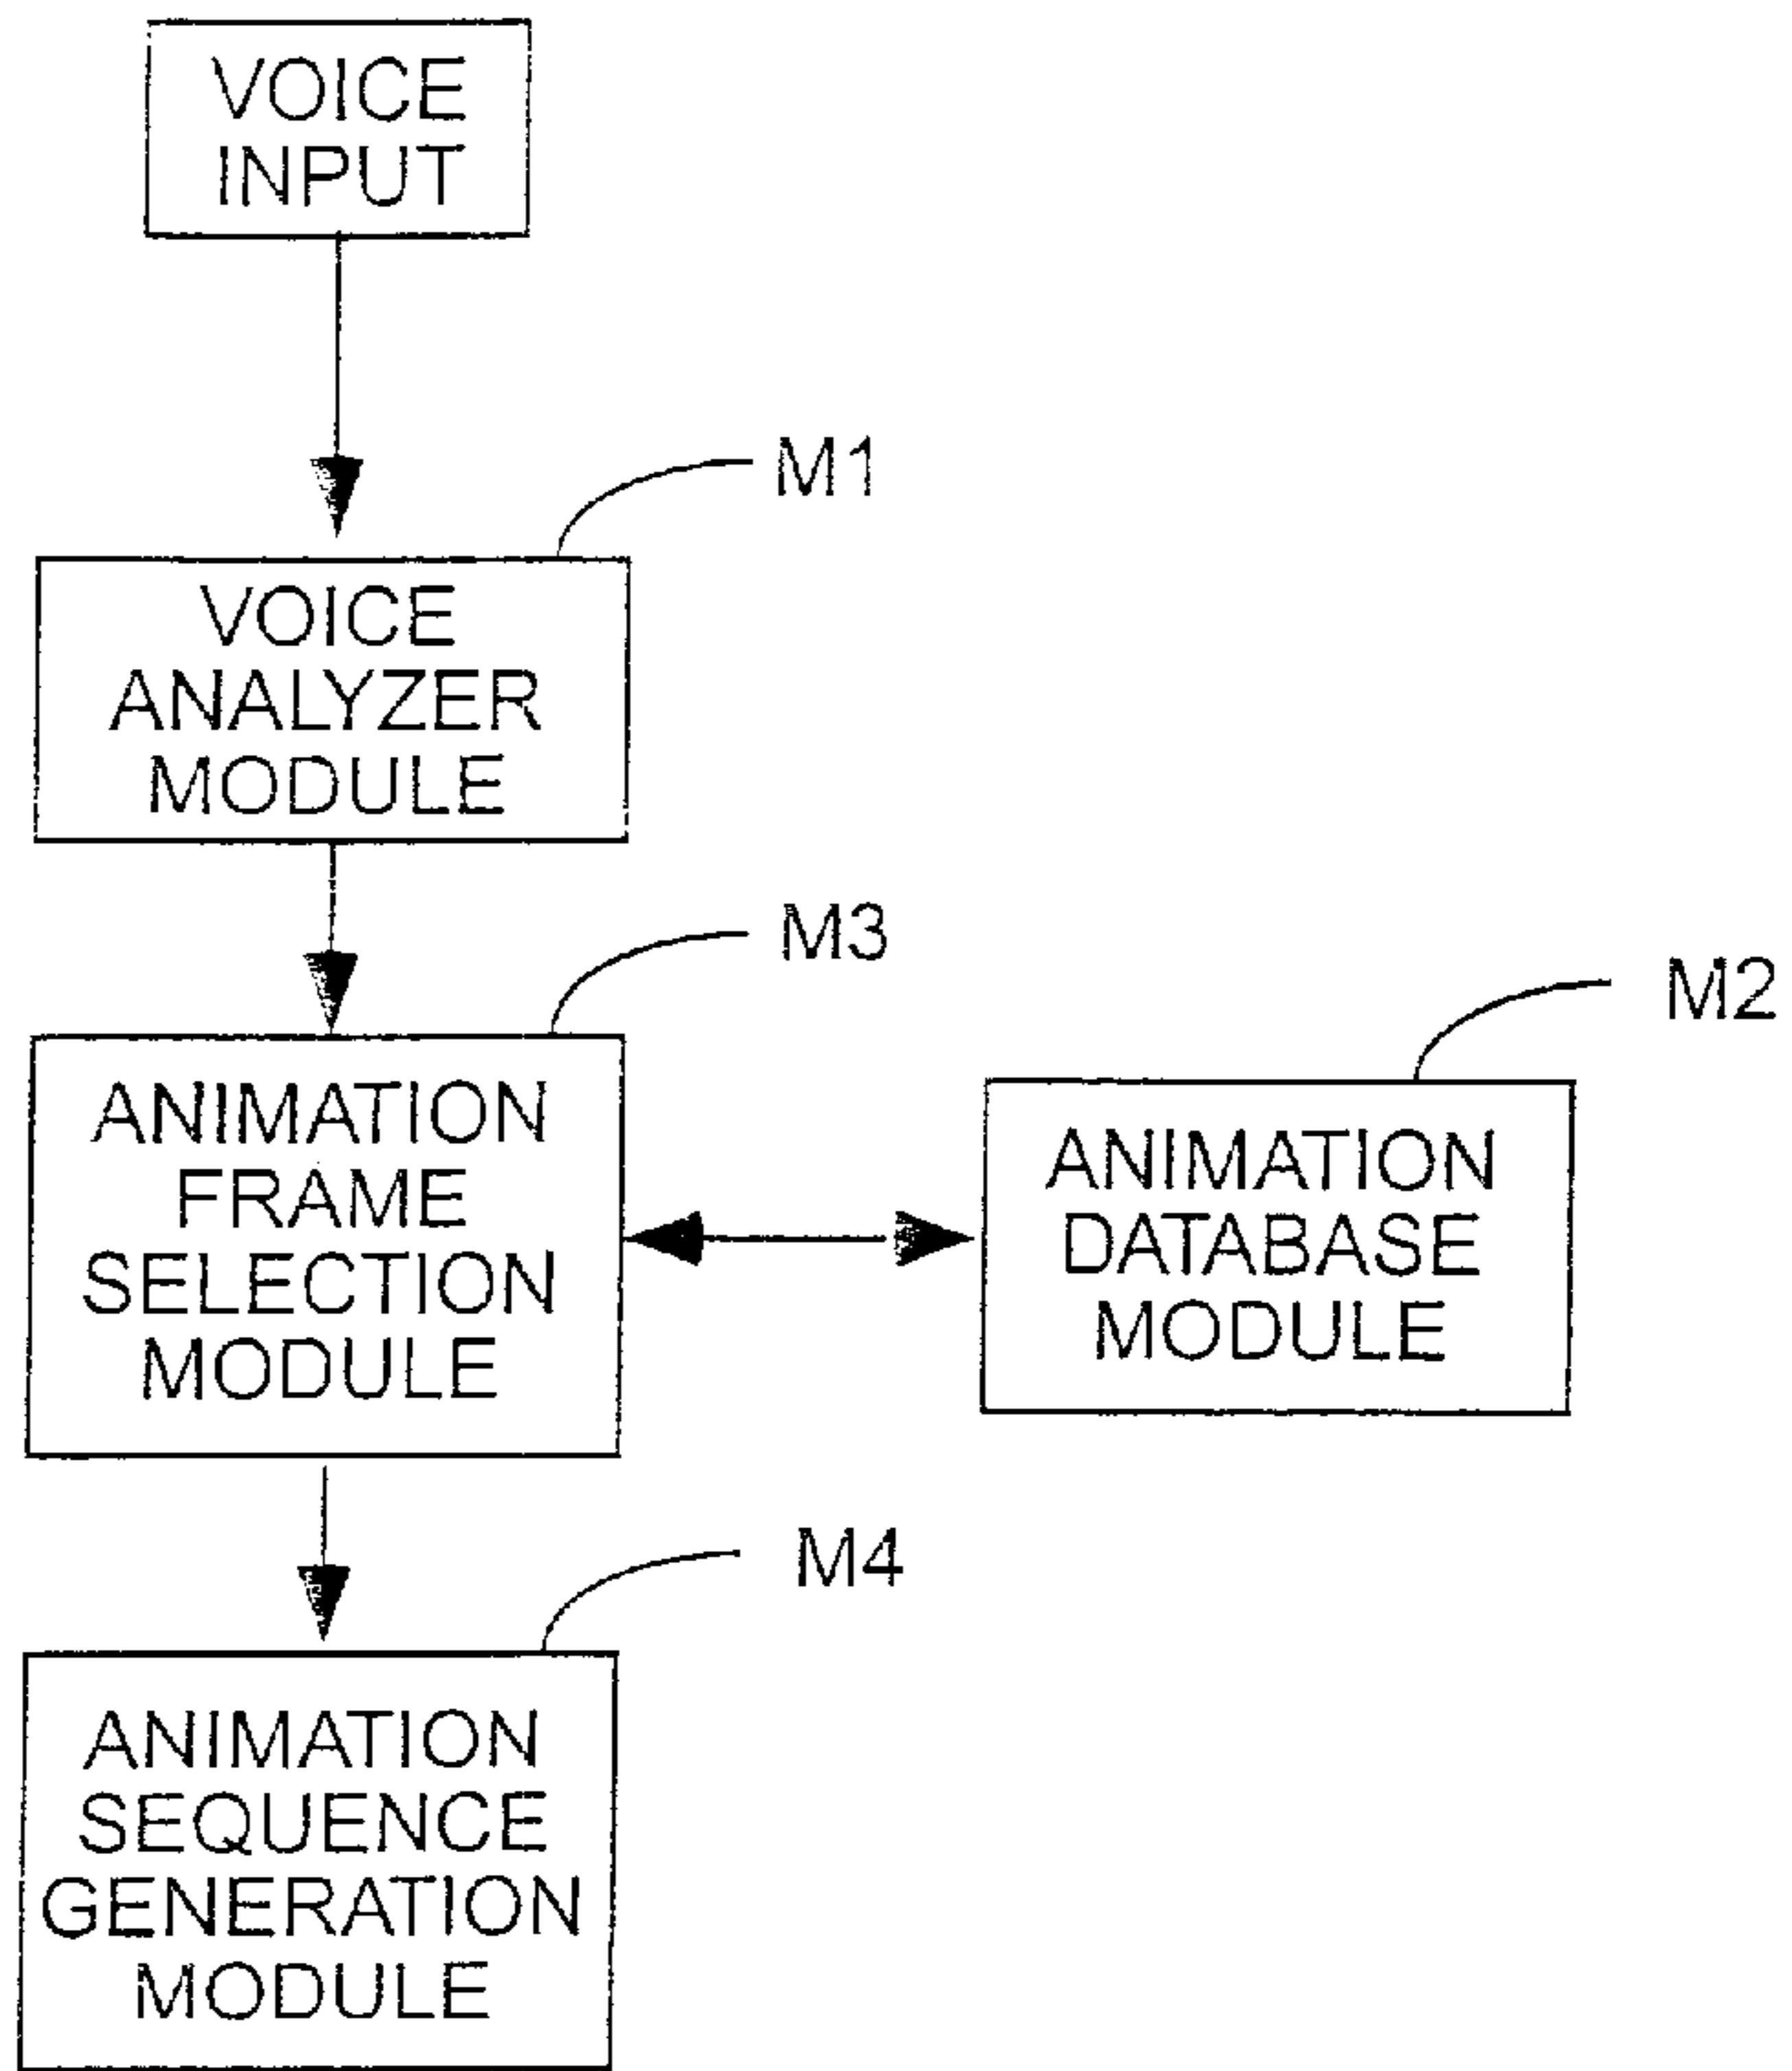 VOICE
INPUT
M1
VOICE
ANALYZER
MODULE
M3
M2
ANIMATION
FRAME
SELECTION
MODULE
ANIMATION
DATABASE
MODULE
M4
ANIMATION
SEQUENCE
GENERATION
MODULE